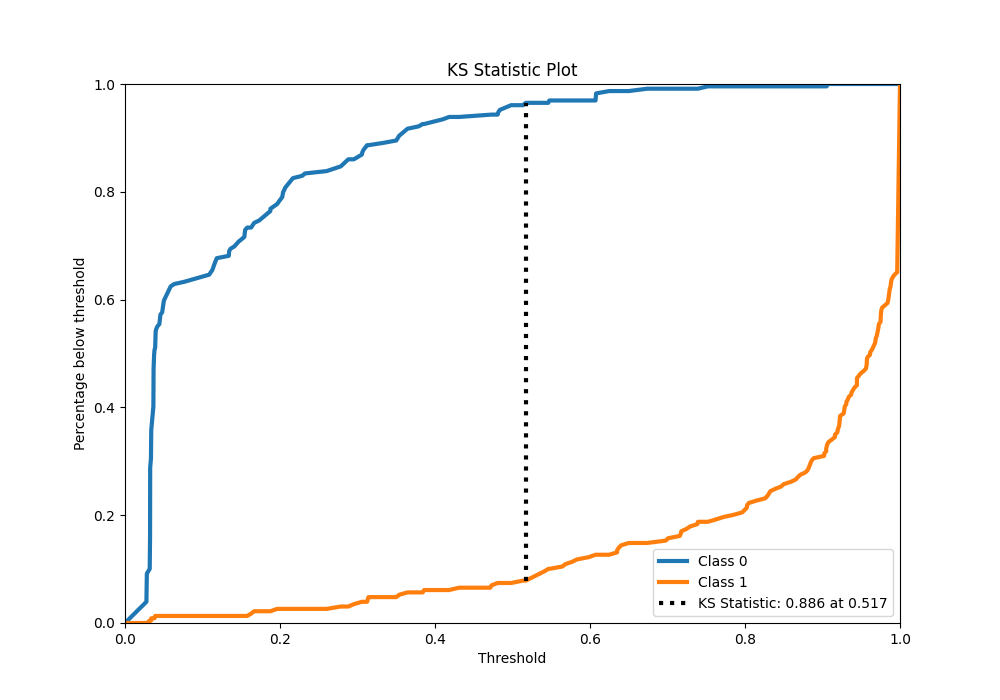 KS Statistic Plot
1.0
0.8
0.6
0.4
0.2
0.0
Percentage below threshold
0.0 0.2 0.4 0.6 0.8 1.0
Threshold
Class 0
Class 1
KS Statistic: 0.886 at 0.517